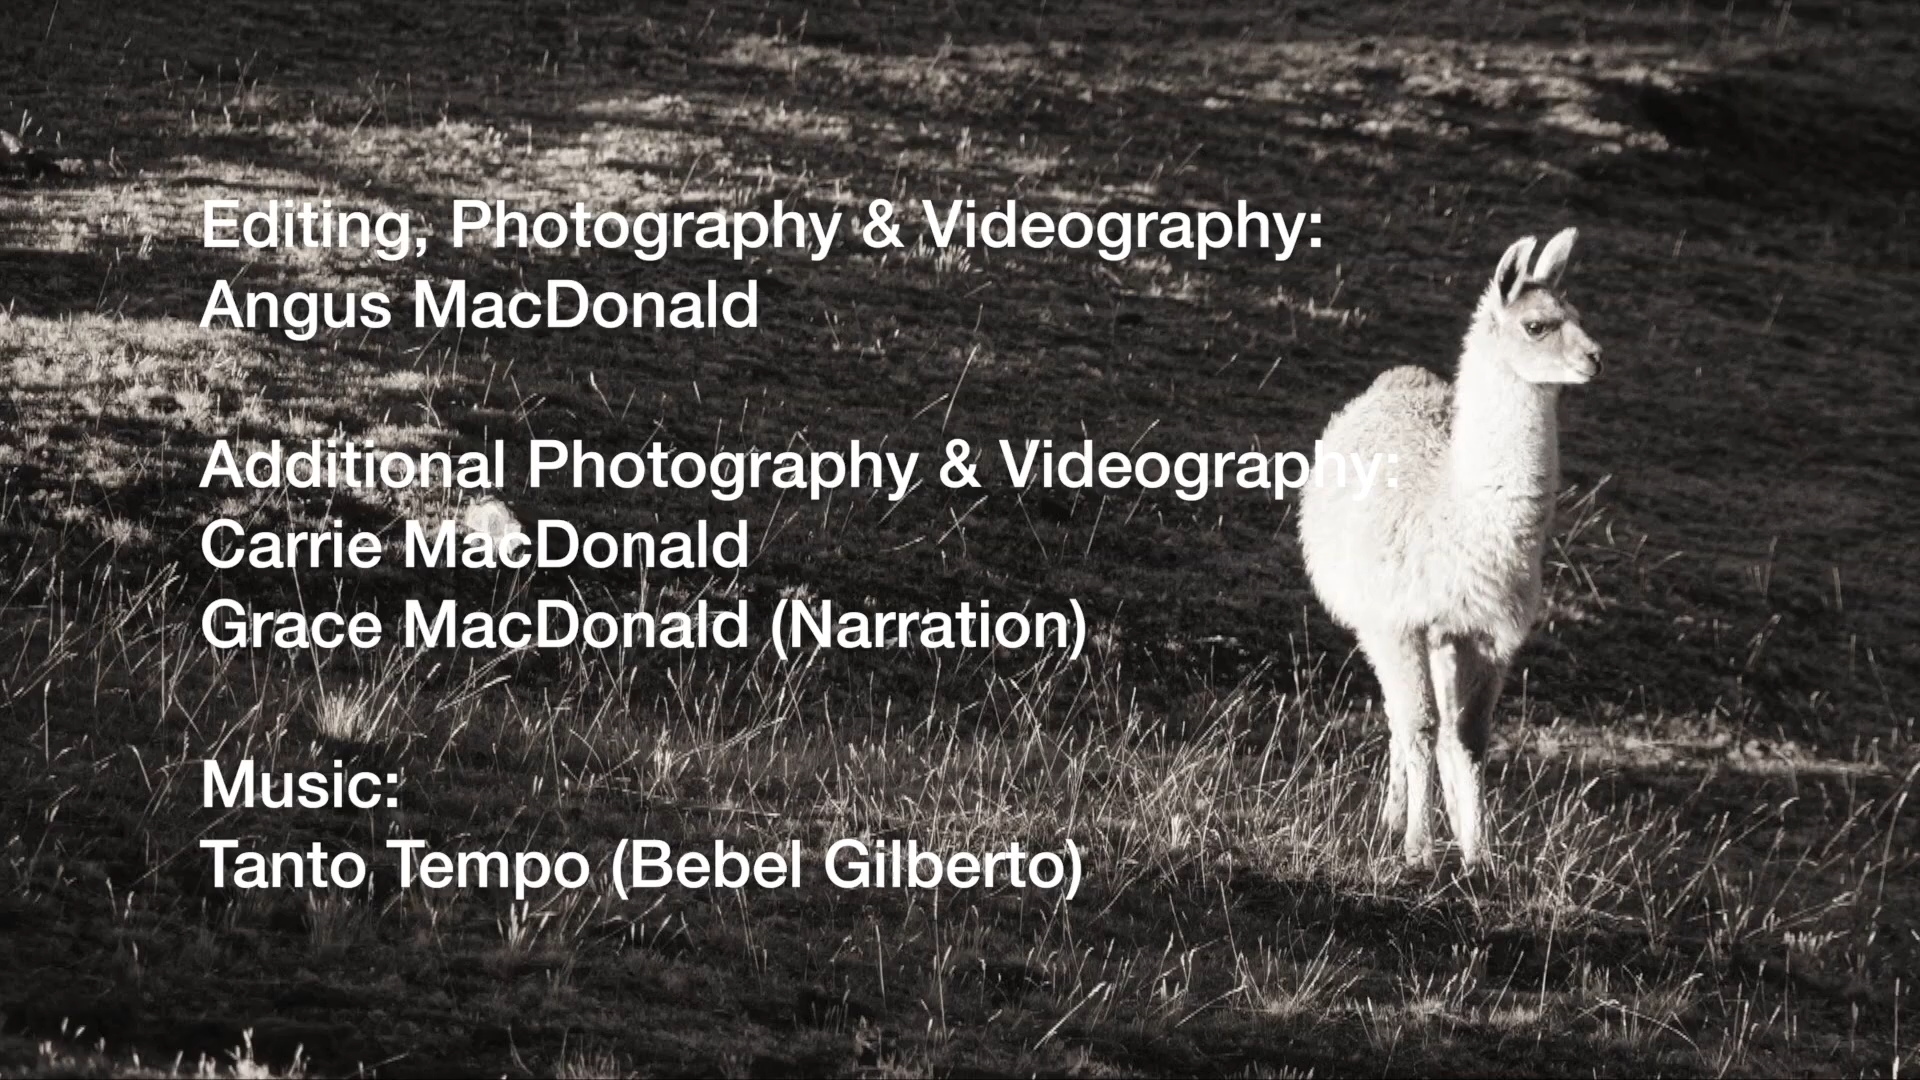 Editing, Photography & Videography:
Angus MacDonald
Additional Photography & Videography:
Carrie MacDonald
Grace MacDonald (Narration)
Music:
Tanto Tempo (Bebel Gilberto)